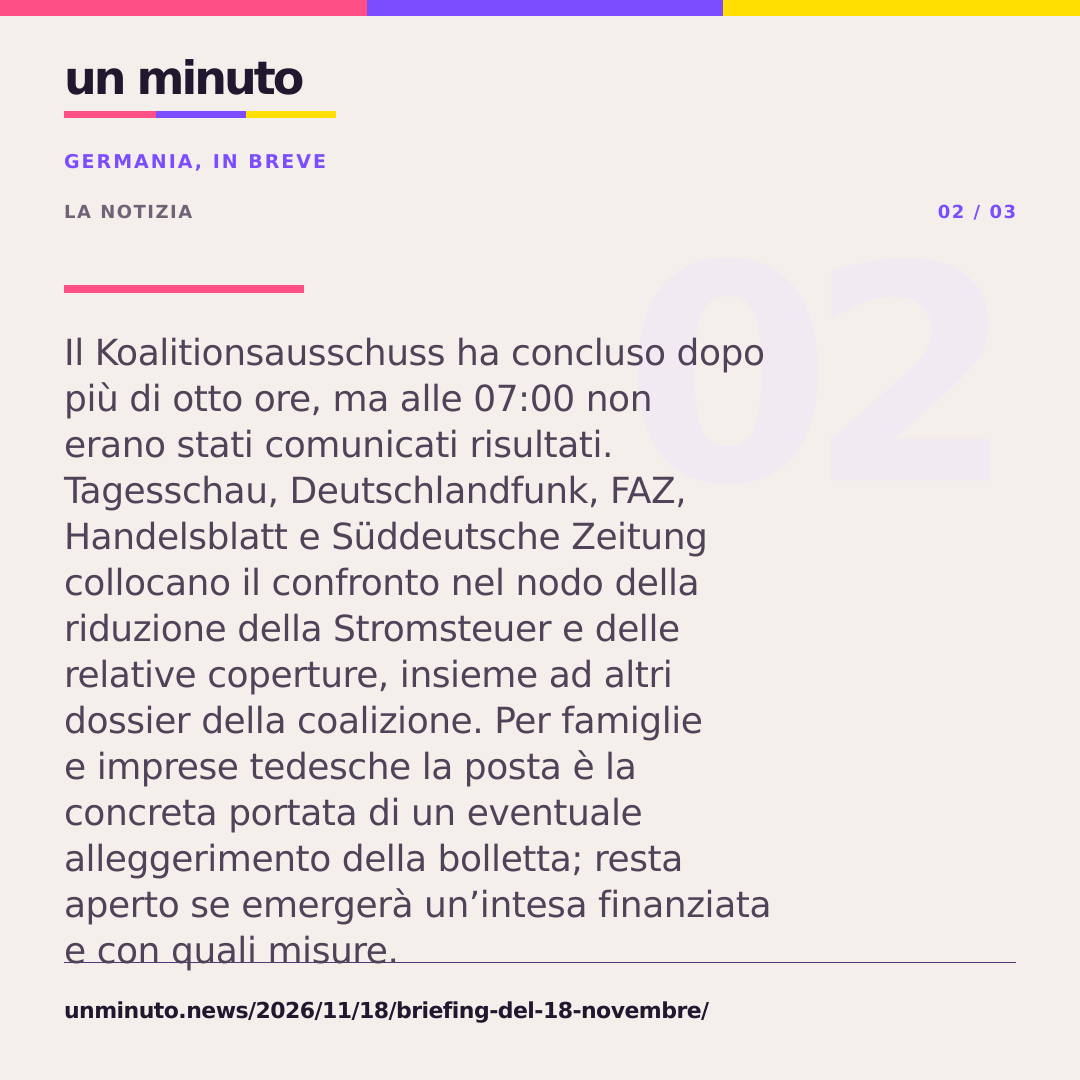 un minuto
GERMANIA, IN BREVE
LA NOTIZIA
02 / 03
02
Il Koalitionsausschuss ha concluso dopo
più di otto ore, ma alle 07:00 non
erano stati comunicati risultati.
Tagesschau, Deutschlandfunk, FAZ,
Handelsblatt e Süddeutsche Zeitung
collocano il confronto nel nodo della
riduzione della Stromsteuer e delle
relative coperture, insieme ad altri
dossier della coalizione. Per famiglie
e imprese tedesche la posta è la
concreta portata di un eventuale
alleggerimento della bolletta; resta
aperto se emergerà un’intesa finanziata
e con quali misure.
unminuto.news/2026/11/18/briefing-del-18-novembre/